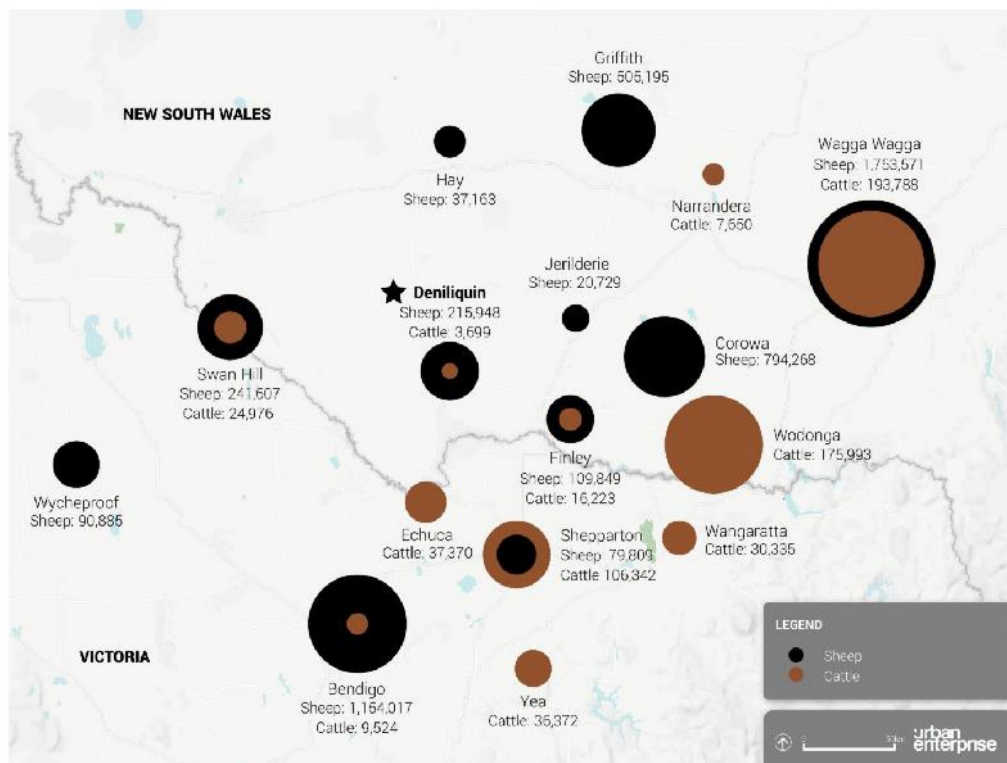 Griffith
Sheep: 505,195
NEW SOUTH WALES
Wagga Wagga
Sheep: 1,753,571
Cattle: 193,788
Hay
Sheep: 37,163
Narrandera
Cattle: 7,650
Jerilderie
Sheep: 20,729
Deniliquin
Sheep: 215,948
Cattle: 3,699
Corowa
Sheep: 794,268
Swan Hill
Sheep: 241,607
Cattle: 24,976
Wodonga
Cattle: 175,993
Finley
Sheep: 109,849
Cattle: 16,223
Wycheproof
Sheep: 90,885
Echuca
Cattle: 37,370
Shepparton
Sheep: 79,809
Cattle 106,342
Wangaratta
Cattle: 30,335
LEGEND
Sheep
Cattle
VICTORIA
Bendigo
Sheep: 1,154,017
Cattle: 9,524
Yea
Cattle: 36,372
0
urban
enterprise